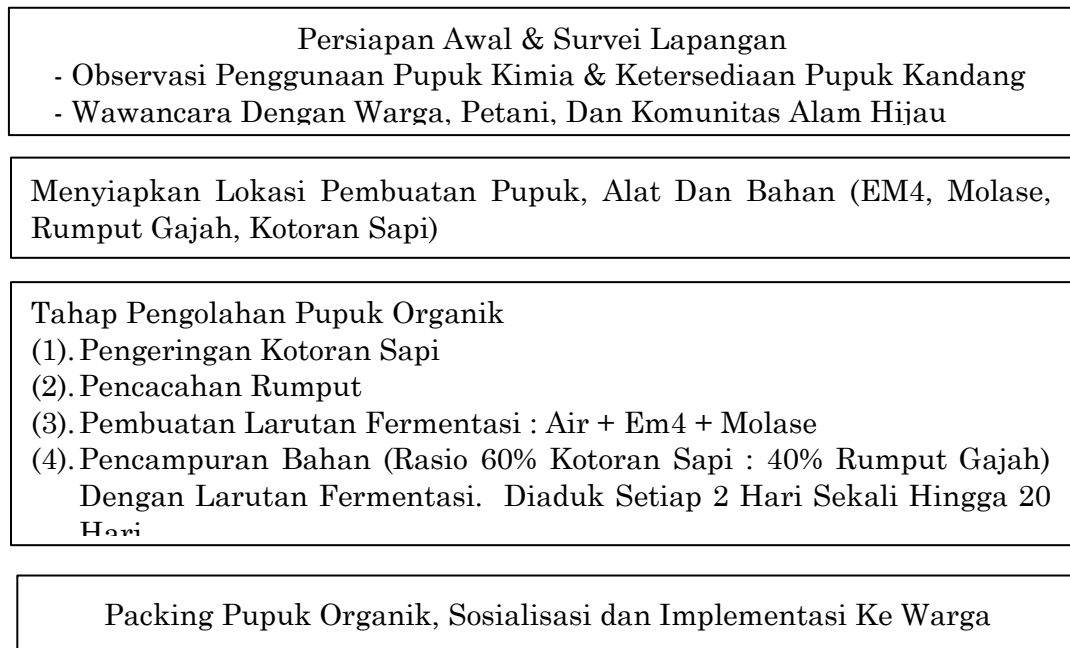 Persiapan Awal & Survei Lapangan
- Observasi Penggunaan Pupuk Kimia & Ketersediaan Pupuk Kandang
- Wawancara Dengan Warga, Petani, Dan Komunitas Alam Hijau
Menyiapkan Lokasi Pembuatan Pupuk, Alat Dan Bahan (EM4, Molase,
Rumput Gajah, Kotoran Sapi)
Tahap Pengolahan Pupuk Organik
(1). Pengeringan Kotoran Sapi
(2). Pencacahan Rumput
(3). Pembuatan Larutan Fermentasi : Air + Em4 + Molase
(4). Pencampuran Bahan (Rasio 60% Kotoran Sapi : 40% Rumput Gajah)
Dengan Larutan Fermentasi. Diaduk Setiap 2 Hari Sekali Hingga 20
Hari
Packing Pupuk Organik, Sosialisasi dan Implementasi Ke Warga